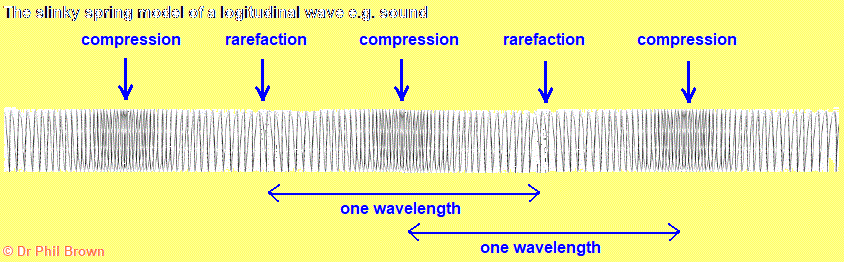 The slinky spring model of a logitudinal wave e.g. sound
compression rarefaction compression rarefaction compression
one wavelength
one wavelength
© Dr Phil Brown